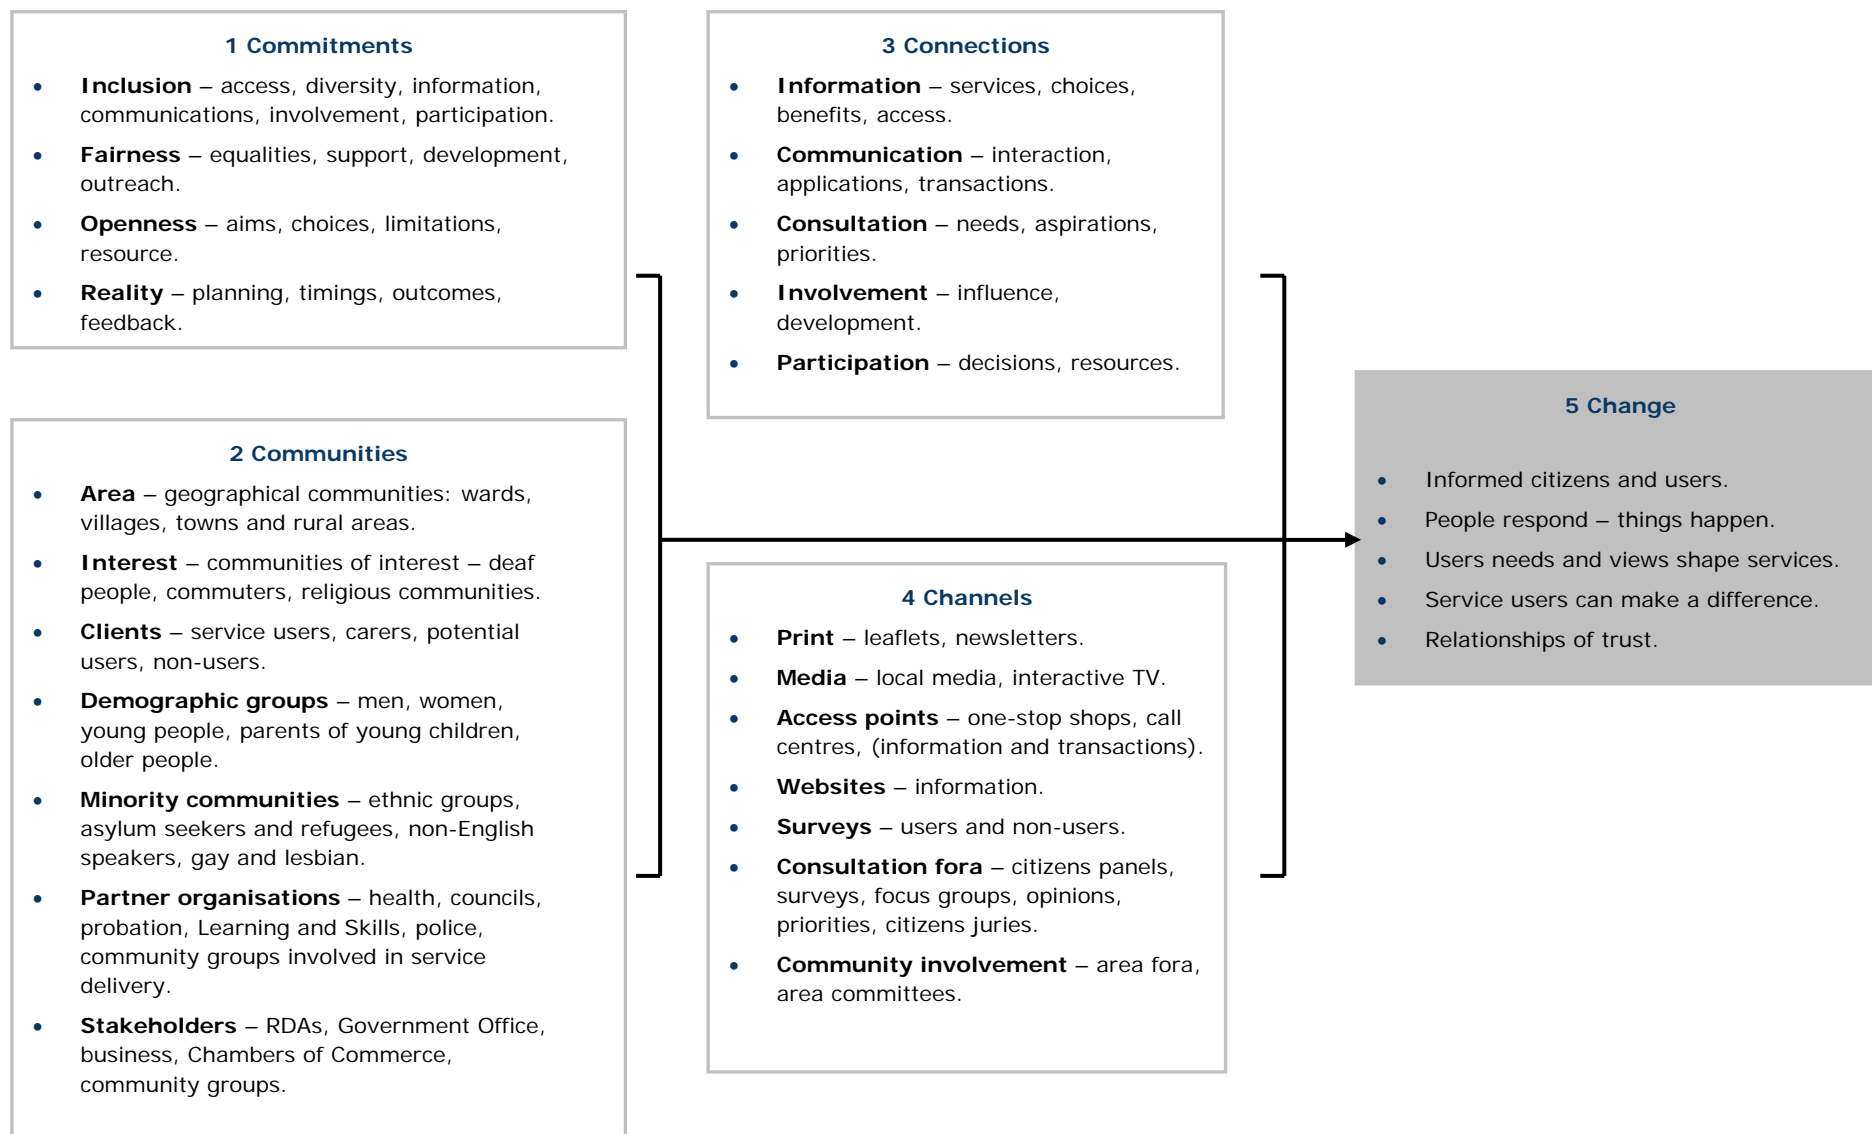 1 Commitments
• Inclusion – access, diversity, information,
communications, involvement, participation.
• Fairness – equalities, support, development,
outreach.
• Openness – aims, choices, limitations,
resource.
• Reality – planning, timings, outcomes,
feedback.
2 Communities
• Area – geographical communities: wards,
villages, towns and rural areas.
• Interest – communities of interest – deaf
people, commuters, religious communities.
• Clients – service users, carers, potential
users, non-users.
• Demographic groups – men, women,
young people, parents of young children,
older people.
• Minority communities – ethnic groups,
asylum seekers and refugees, non-English
speakers, gay and lesbian.
• Partner organisations – health, councils,
probation, Learning and Skills, police,
community groups involved in service
delivery.
• Stakeholders – RDAs, Government Office,
business, Chambers of Commerce,
community groups.
3 Connections
• Information – services, choices,
benefits, access.
• Communication – interaction,
applications, transactions.
• Consultation – needs, aspirations,
priorities.
• Involvement – influence,
development.
• Participation – decisions, resources.
4 Channels
• Print – leaflets, newsletters.
• Media – local media, interactive TV.
• Access points – one-stop shops, call
centres, (information and transactions).
• Websites – information.
• Surveys – users and non-users.
• Consultation fora – citizens panels,
surveys, focus groups, opinions,
priorities, citizens juries.
• Community involvement – area fora,
area committees.
5 Change
• Informed citizens and users.
• People respond – things happen.
• Users needs and views shape services.
• Service users can make a difference.
• Relationships of trust.